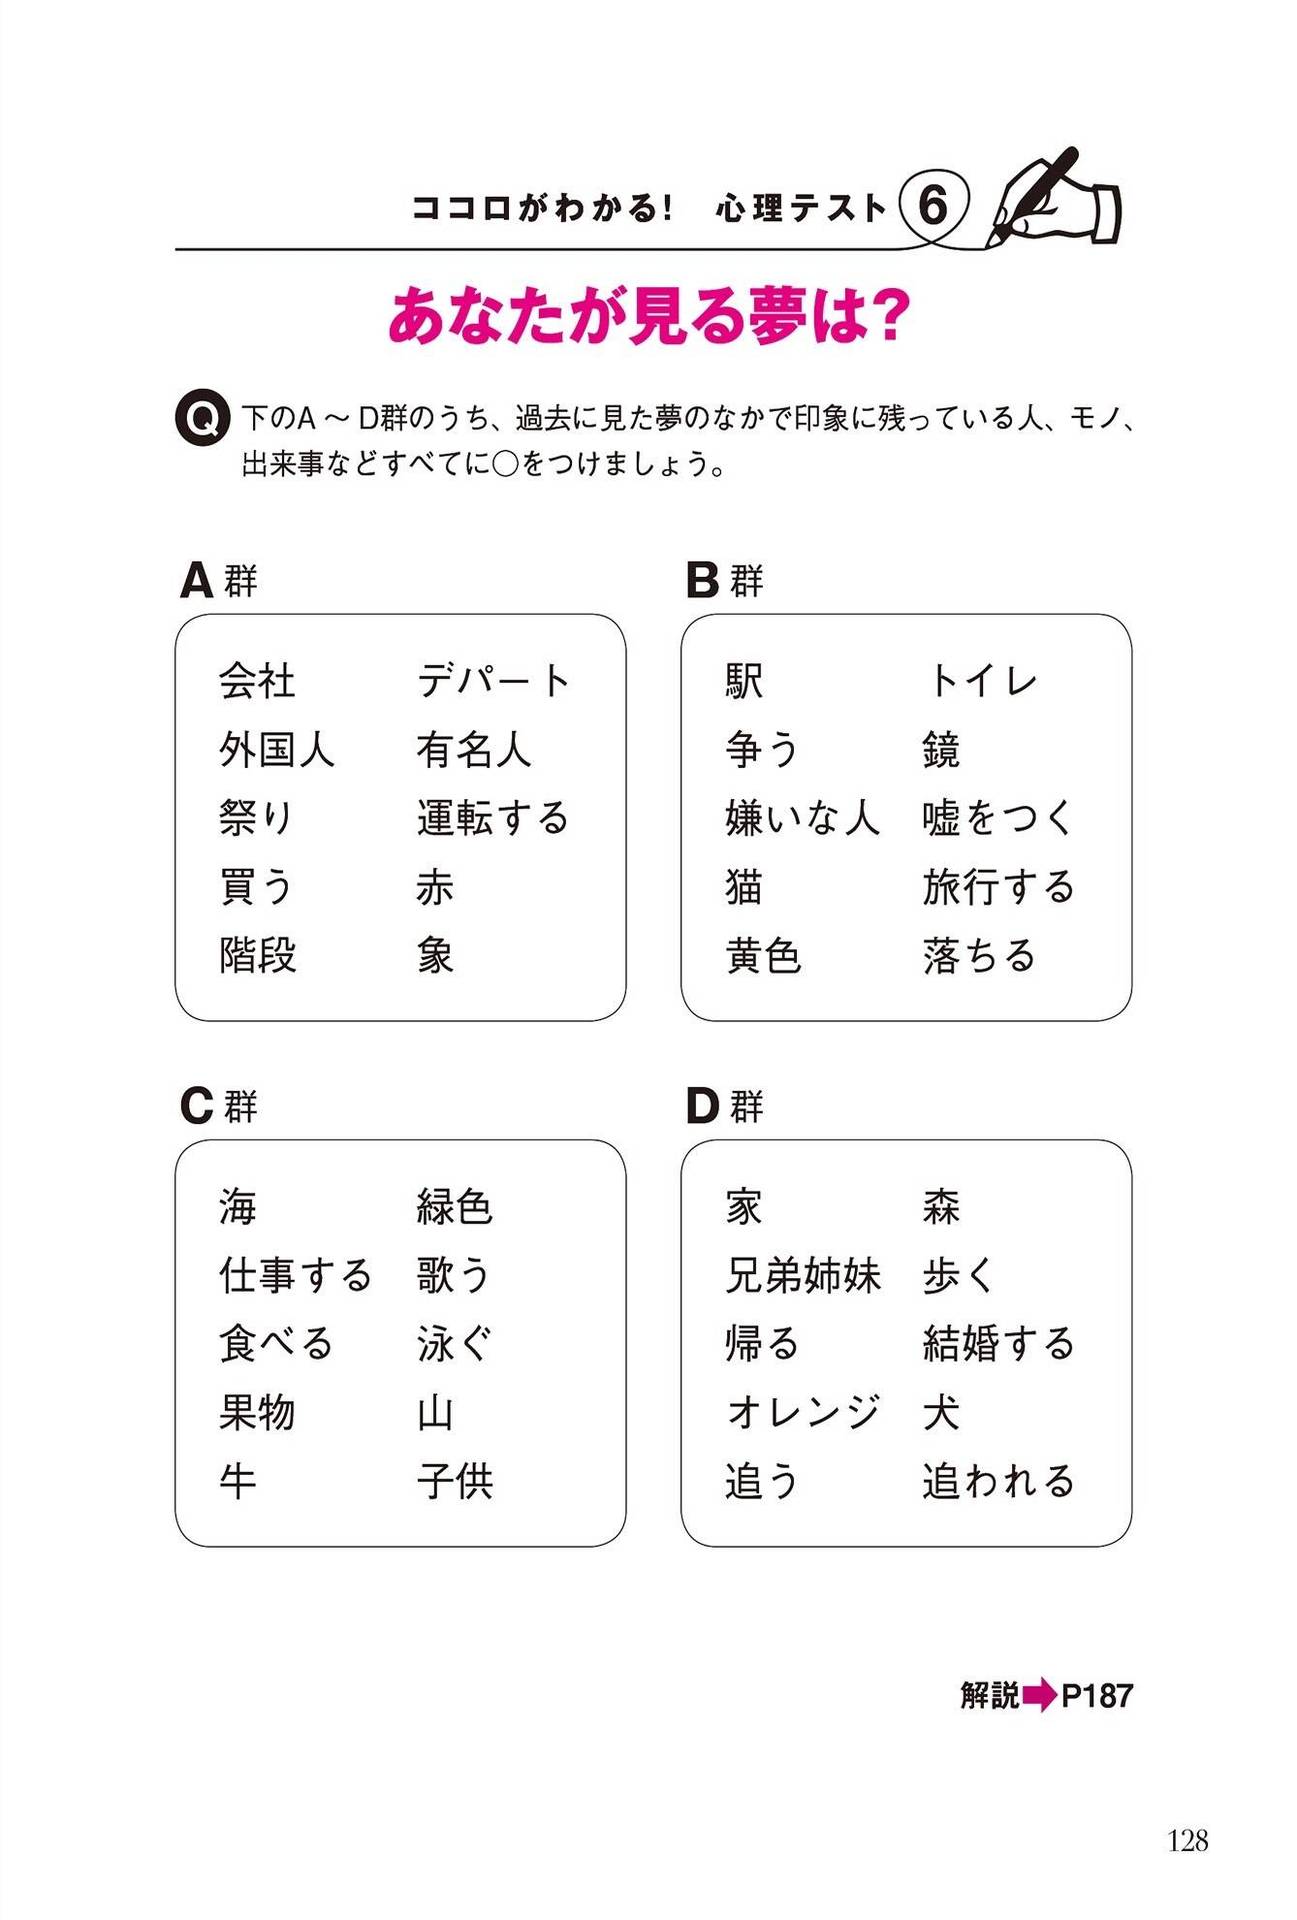 ココロがわかる！　心理テスト 6
あなたが見る夢は？
Q 下のA～D群のうち、過去に見た夢のなかで印象に残っている人、モノ、
出来事などすべてに○をつけましょう。
A群
会社　デパート
外国人　有名人
祭り　運転する
買う　赤
階段　象
B群
駅　トイレ
争う　鏡
嫌いな人　嘘をつく
猫　旅行する
黄色　落ちる
C群
海　緑色
仕事する　歌う
食べる　泳ぐ
果物　山
牛　子供
D群
家　森
兄弟姉妹　歩く
帰る　結婚する
オレンジ　犬
追う　追われる
解説➡P187
128